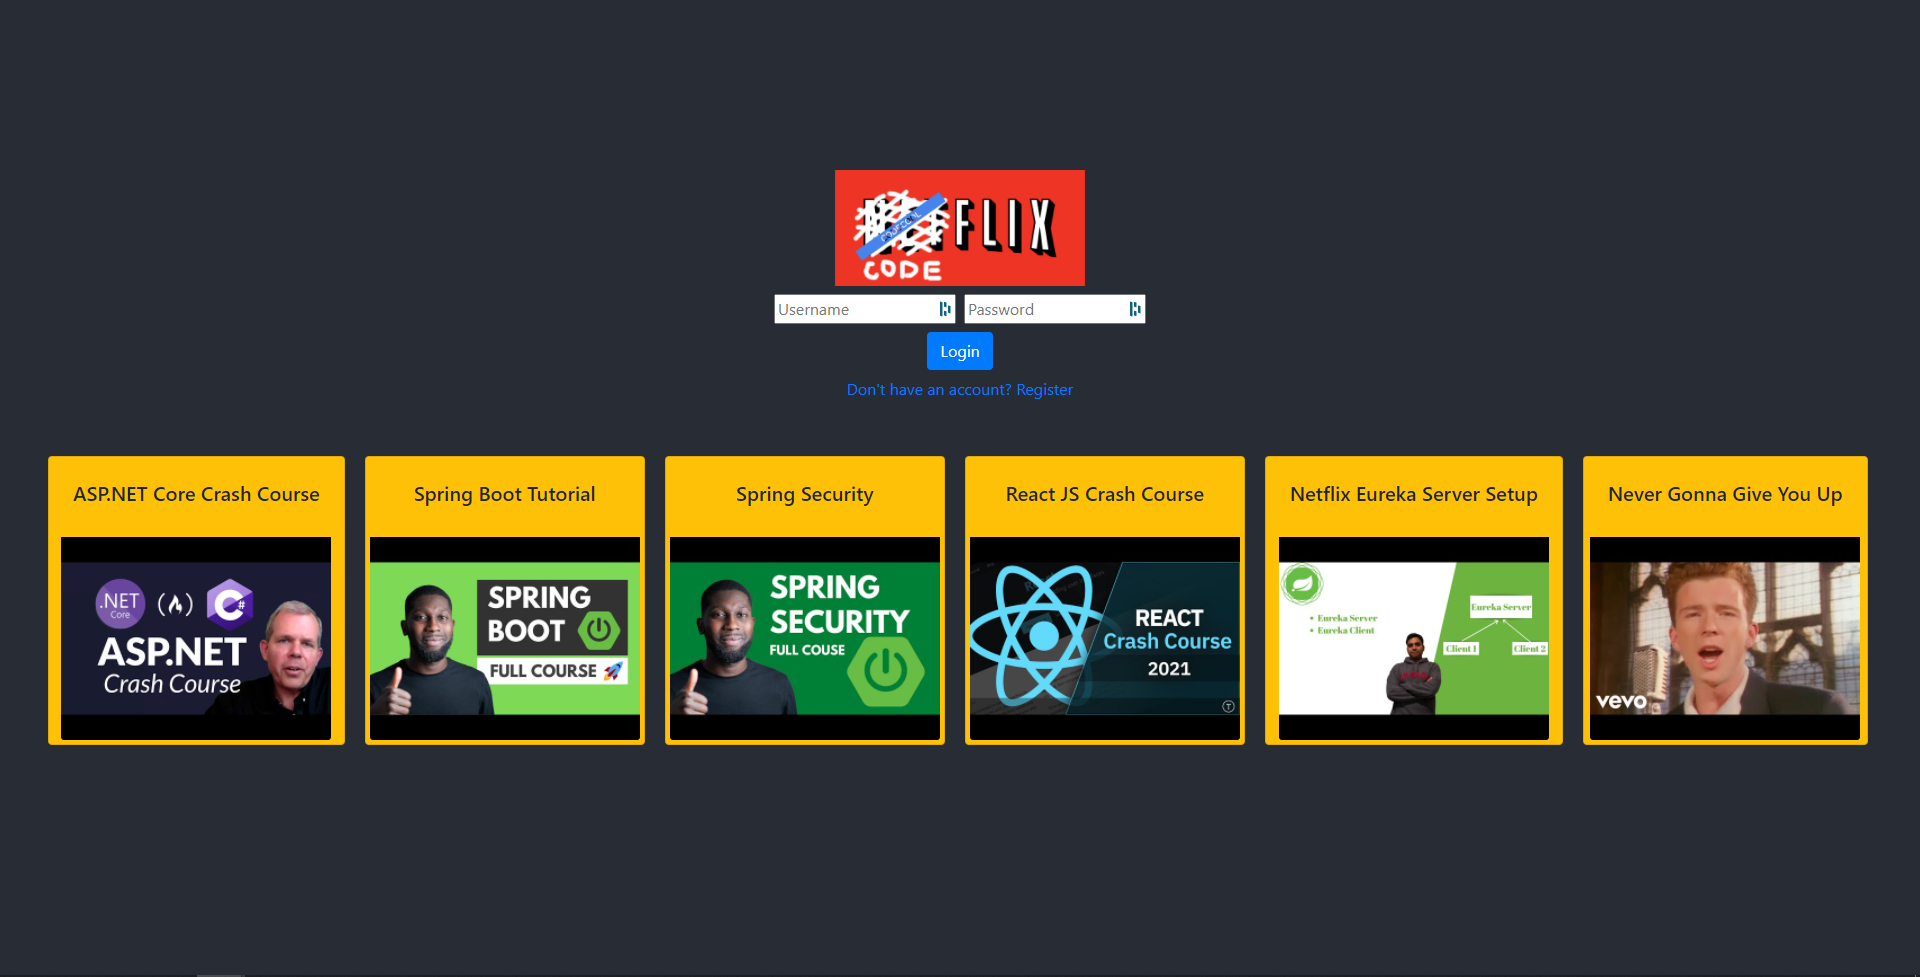 FLIX
CODE
Username
Password
Login
Don't have an account? Register
ASP.NET Core Crash Course
Spring Boot Tutorial
Spring Security
React JS Crash Course
Netflix Eureka Server Setup
Never Gonna Give You Up
.NET
Core
C#
ASP.NET
Crash Course
SPRING
BOOT
FULL COURSE 🚀
SPRING
SECURITY
FULL COUSE
REACT
Crash Course
2021
T
Eureka Server
Eureka Client
Eureka Server
Client 1
Client 2
vevo